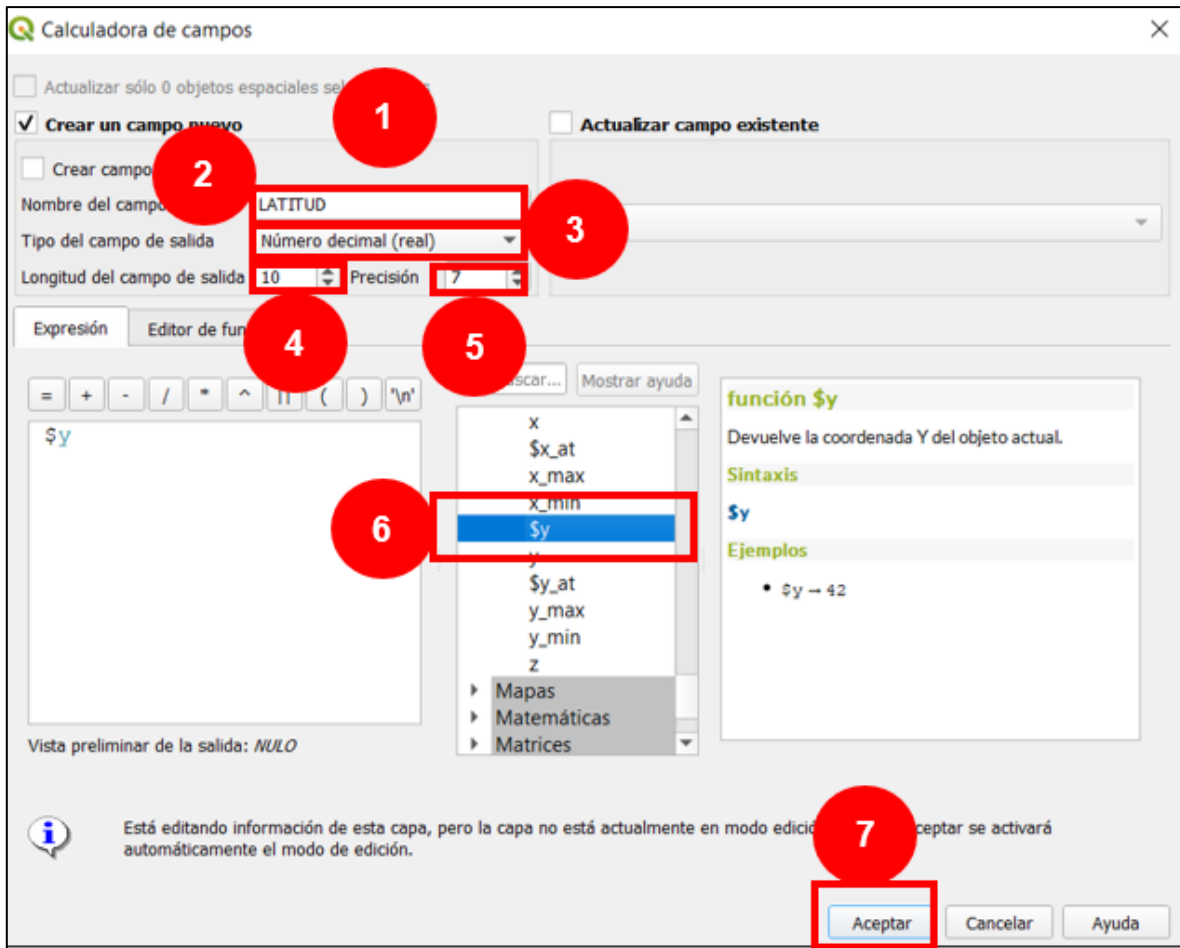 Calculadora de campos
Actualizar sólo 0 objetos espaciales
1
Crear un campo nuevo
Actualizar campo existente
Crear campo
2
Nombre del campo
LATITUD
3
Tipo del campo de salida
Número decimal (real)
Longitud del campo de salida 10 Precisión 7
4
5
Expresión
Editor de
Mostrar ayuda
= + - / * ^ || ( ) '\n'
$y
x
$x_at
x_max
x_min
6
$y
y
$y_at
y_max
y_min
z
Mapas
Matemáticas
Matrices
función $y
Devuelve la coordenada Y del objeto actual.
Sintaxis
$y
Ejemplos
• $y → 42
Vista preliminar de la salida: NULO
Está editando información de esta capa, pero la capa no está actualmente en modo 7 se activará
automáticamente el modo de edición.
Aceptar Cancelar Ayuda